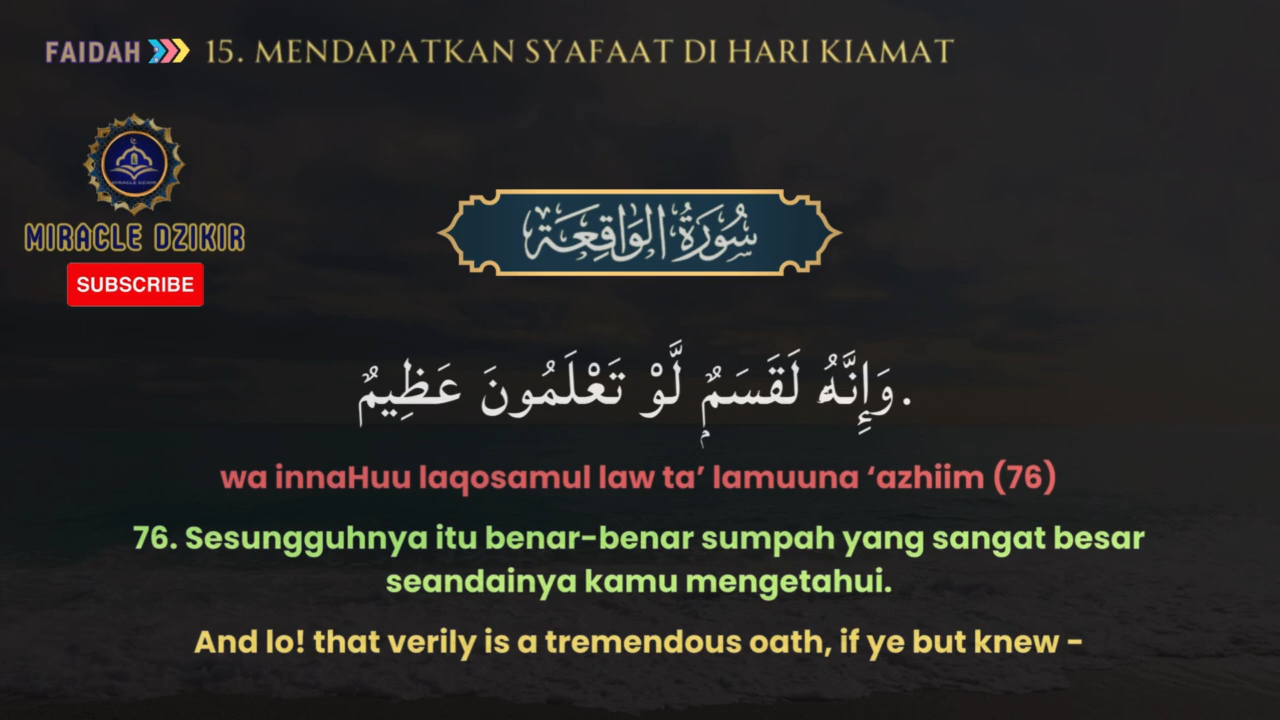 FAIDAH 15. MENDAPATKAN SYAFAAT DI HARI KIAMAT
MIRACLE DZIKIR
MIRACLE DZIKIR
SUBSCRIBE
سُورَةُ الوَاقِعَة
وَإِنَّهُۥ لَقَسَمٌۭ لَّوْ تَعْلَمُونَ عَظِيمٌ.
wa innaHuu laqosamul law ta’ lamuuna ‘azhiim (76)
76. Sesungguhnya itu benar-benar sumpah yang sangat besar
seandainya kamu mengetahui.
And lo! that verily is a tremendous oath, if ye but knew -